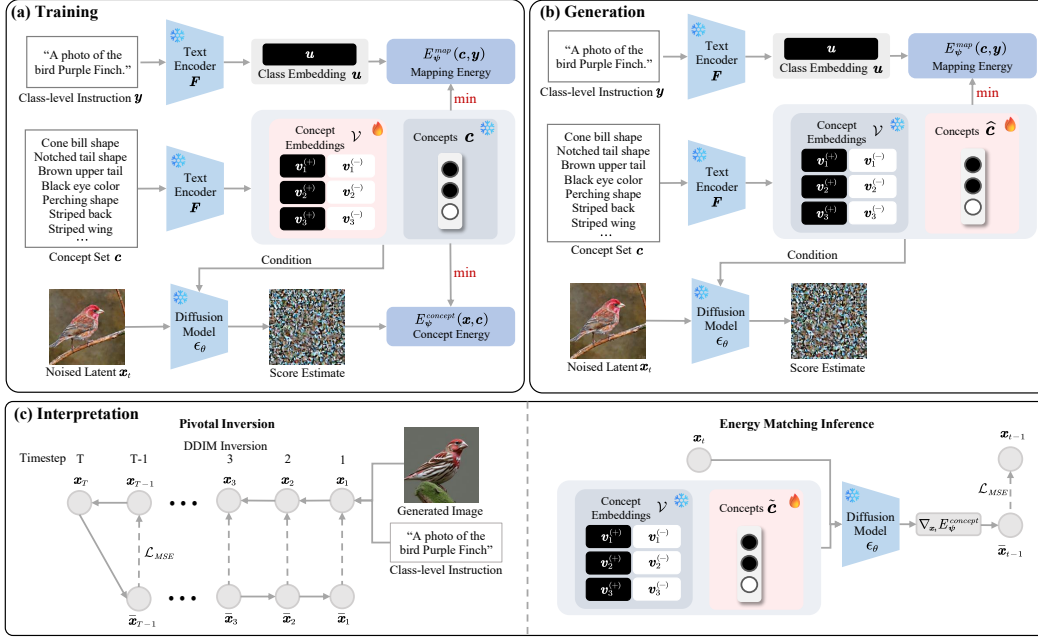 (a) Training
"A photo of the
bird Purple Finch."
Class-level Instruction y
Text
Encoder
F
u
Class Embedding u
E_ψ^{map}(c, y)
Mapping Energy
min
Cone bill shape
Notched tail shape
Brown upper tail
Black eye color
Perching shape
Striped back
Striped wing
...
Concept Set c
Text
Encoder
F
Concept
Embeddings V
v_1^{(+)} v_1^{(-)}
v_2^{(+)} v_2^{(-)}
v_3^{(+)} v_3^{(-)}
Concepts c
Condition
min
Noised Latent x_t
Diffusion
Model
ϵ_θ
Score Estimate
E_ψ^{concept}(x, c)
Concept Energy
(b) Generation
"A photo of the
bird Purple Finch."
Class-level Instruction y
Text
Encoder
F
u
Class Embedding u
E_ψ^{map}(c, y)
Mapping Energy
min
Cone bill shape
Notched tail shape
Brown upper tail
Black eye color
Perching shape
Striped back
Striped wing
...
Concept Set c
Text
Encoder
F
Concept
Embeddings V
v_1^{(+)} v_1^{(-)}
v_2^{(+)} v_2^{(-)}
v_3^{(+)} v_3^{(-)}
Concepts ĉ
Condition
Noised Latent x_t
Diffusion
Model
ϵ_θ
Score Estimate
(c) Interpretation
Pivotal Inversion
DDIM Inversion
Timestep T T-1 3 2 1
x_T x_{T-1} x_3 x_2 x_1
• • •
L_{MSE}
• • •
x̄_{T-1} x̄_3 x̄_2 x̄_1
Generated Image
"A photo of the
bird Purple Finch"
Class-level Instruction
Energy Matching Inference
x_t
Concept
Embeddings V
v_1^{(+)} v_1^{(-)}
v_2^{(+)} v_2^{(-)}
v_3^{(+)} v_3^{(-)}
Concepts c̃
Diffusion
Model
ϵ_θ
∇_{x_t} E_ψ^{concept}
x_{t-1}
L_{MSE}
x̄_{t-1}